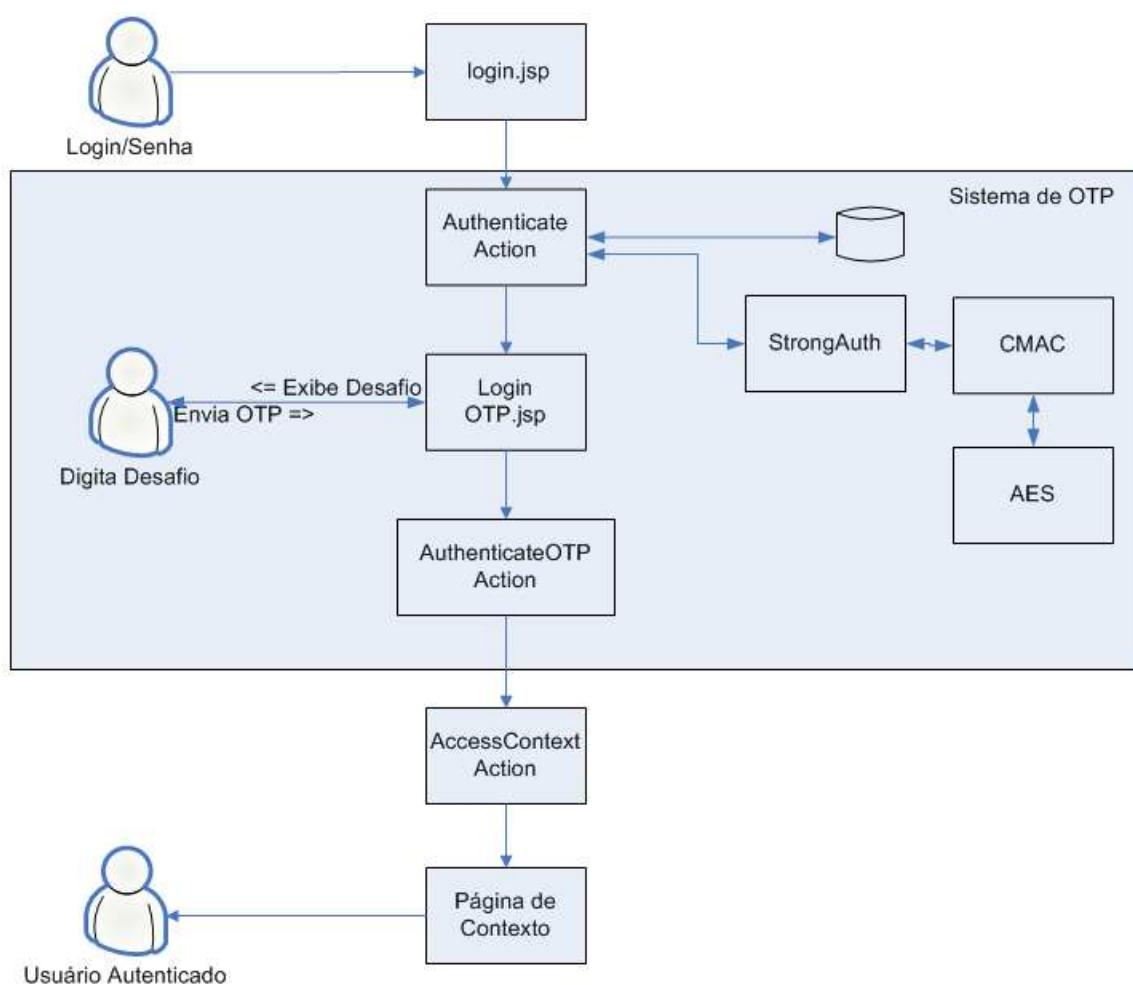 login.jsp
Login/Senha
Sistema de OTP
Authenticate
Action
StrongAuth
CMAC
<= Exibe Desafio
Envia OTP =>
Login
OTP.jsp
Digita Desafio
AES
AuthenticateOTP
Action
AccessContext
Action
Página de
Contexto
Usuário Autenticado